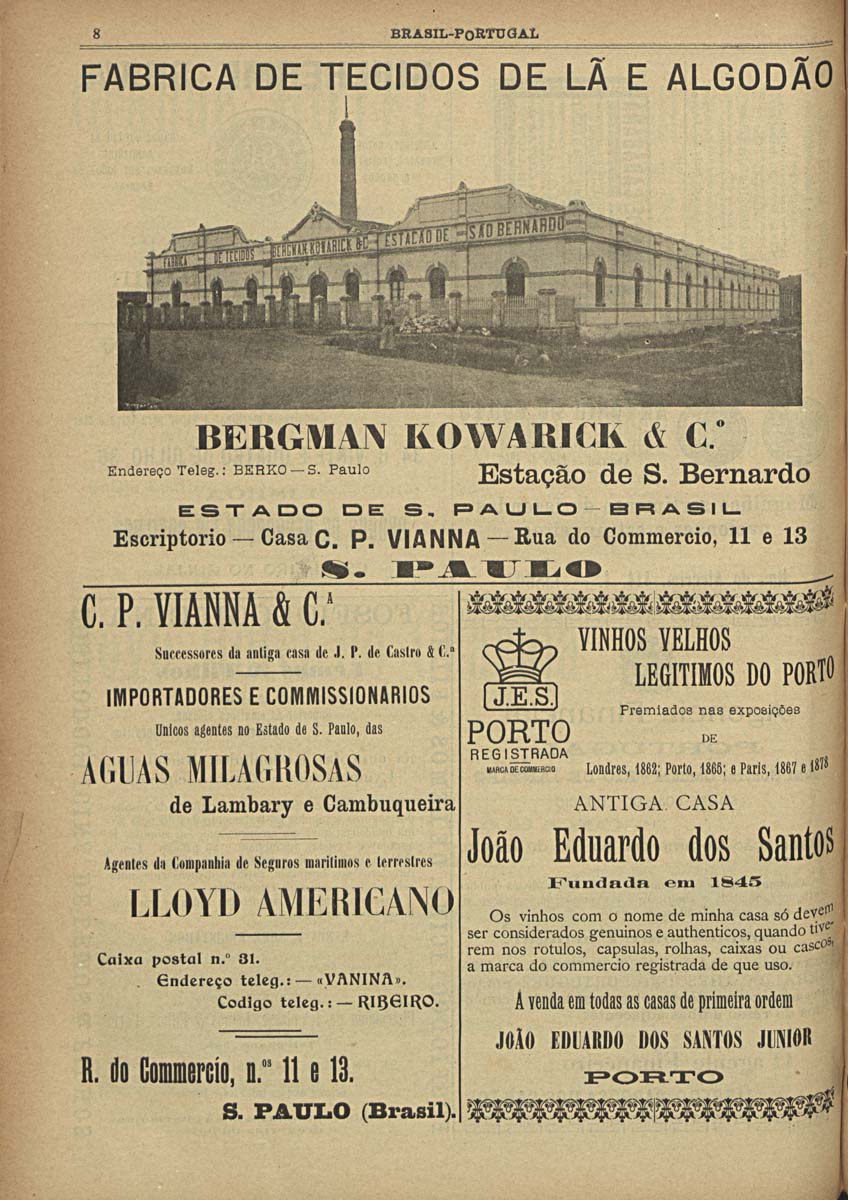 8
BRASIL-PORTUGAL
FABRICA DE TECIDOS DE LÃ E ALGODÃO
FABRICA DE TECIDOS BERGMAN KOWARICK & C. ESTAÇÃO DE SÃO BERNARDO
BERGMAN KOWARICK & C.º
Endereço Teleg.: BERKO — S. Paulo
Estação de S. Bernardo
ESTADO DE S. PAULO — BRASIL
Escriptorio — Casa C. P. VIANNA — Rua do Commercio, 11 e 13
S. PAULO
C. P. VIANNA & C.ᴬ
Successores da antiga casa de J. P. de Castro & C.ª
IMPORTADORES E COMMISSIONARIOS
Unicos agentes no Estado de S. Paulo, das
AGUAS MILAGROSAS
de Lambary e Cambuqueira
Agentes da Companhia de Seguros maritimos e terrestres
LLOYD AMERICANO
Caixa postal n.º 31.
Endereço teleg.: — «VANINA».
Codigo teleg.: — RIBEIRO.
R. do Commercio, n.ºˢ 11 e 13.
S. PAULO (Brasil).
J.E.S.
PORTO
REGISTRADA
MARCA DE COMMERCIO
VINHOS VELHOS
LEGITIMOS DO PORTO
Premiados nas exposições
DE
Londres, 1862; Porto, 1865; e Paris, 1867 e 1878
ANTIGA CASA
João Eduardo dos Santos
Fundada em 1845
Os vinhos com o nome de minha casa só devem
ser considerados genuinos e authenticos, quando tive-
rem nos rotulos, capsulas, rolhas, caixas ou cascos,
a marca do commercio registrada de que uso.
A venda em todas as casas de primeira ordem
JOÃO EDUARDO DOS SANTOS JUNIOR
PORTO